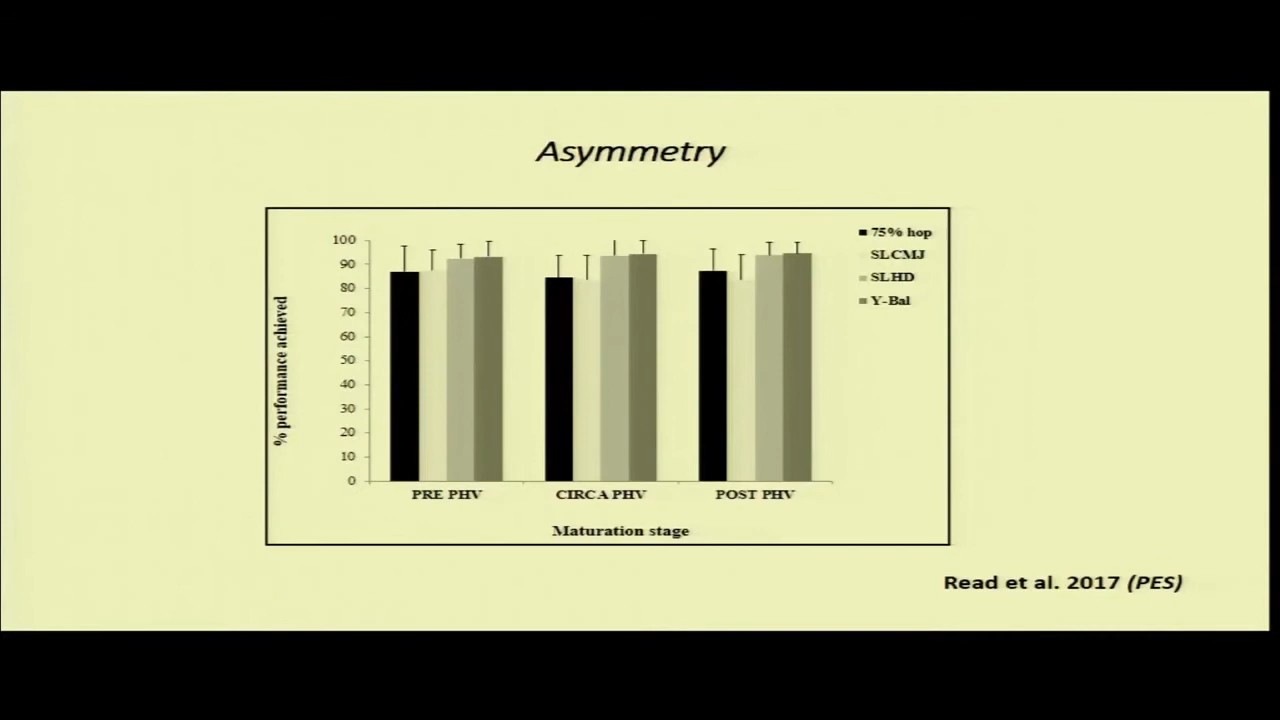 Asymmetry
75% hop
SLCMJ
SLHD
Y-Bal
% performance achieved
100
90
80
70
60
50
40
30
20
10
0
PRE PHV CIRCA PHV POST PHV
Maturation stage
Read et al. 2017 (PES)